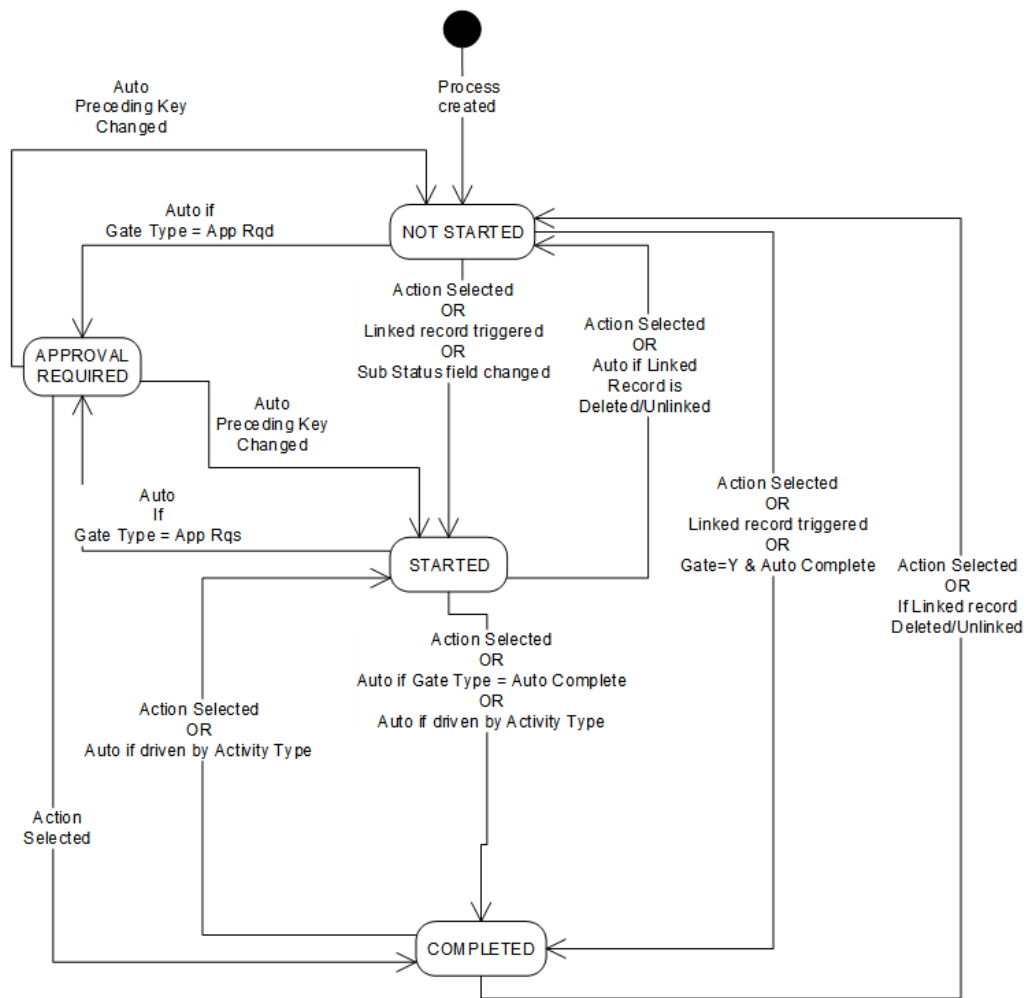 Process
created
Auto
Preceding Key
Changed
Auto if
Gate Type = App Rqd
NOT STARTED
Action Selected
OR
Linked record triggered
OR
Sub Status field changed
Action Selected
OR
Auto if Linked
Record is
Deleted/Unlinked
APPROVAL
REQUIRED
Auto
Preceding Key
Changed
Auto
If
Gate Type = App Rqs
Action Selected
OR
Linked record triggered
OR
Gate=Y & Auto Complete
Action Selected
OR
If Linked record
Deleted/Unlinked
STARTED
Action Selected
OR
Auto if Gate Type = Auto Complete
OR
Auto if driven by Activity Type
Action Selected
OR
Auto if driven by Activity Type
Action
Selected
COMPLETED